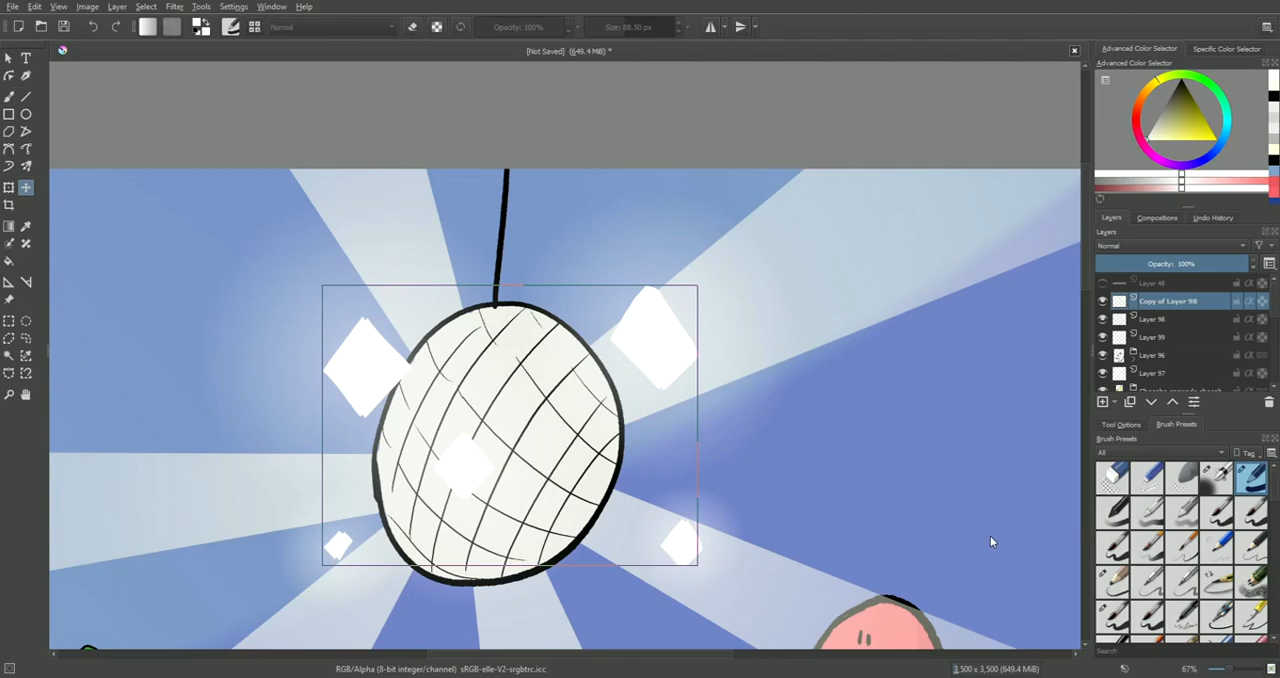 File Edit View Image Layer Select Filter Tools Settings Window Help
Normal Opacity: 100% Size: 88.50 px
[Not Saved] (649.4 MiB) *
Advanced Color Selector Specific Color Selector
Advanced Color Selector
Layers Compositions Undo History
Layers
Normal
Opacity: 100%
Layer 48
Copy of Layer 98
Layer 98
Layer 99
Layer 96
Layer 97
Tool Options Brush Presets
Brush Presets
All Tag
Search
RGB/Alpha (8-bit integer/channel) sRGB-elle-V2-srgbtrc.icc 3,500 x 3,500 (649.4 MiB) 67%